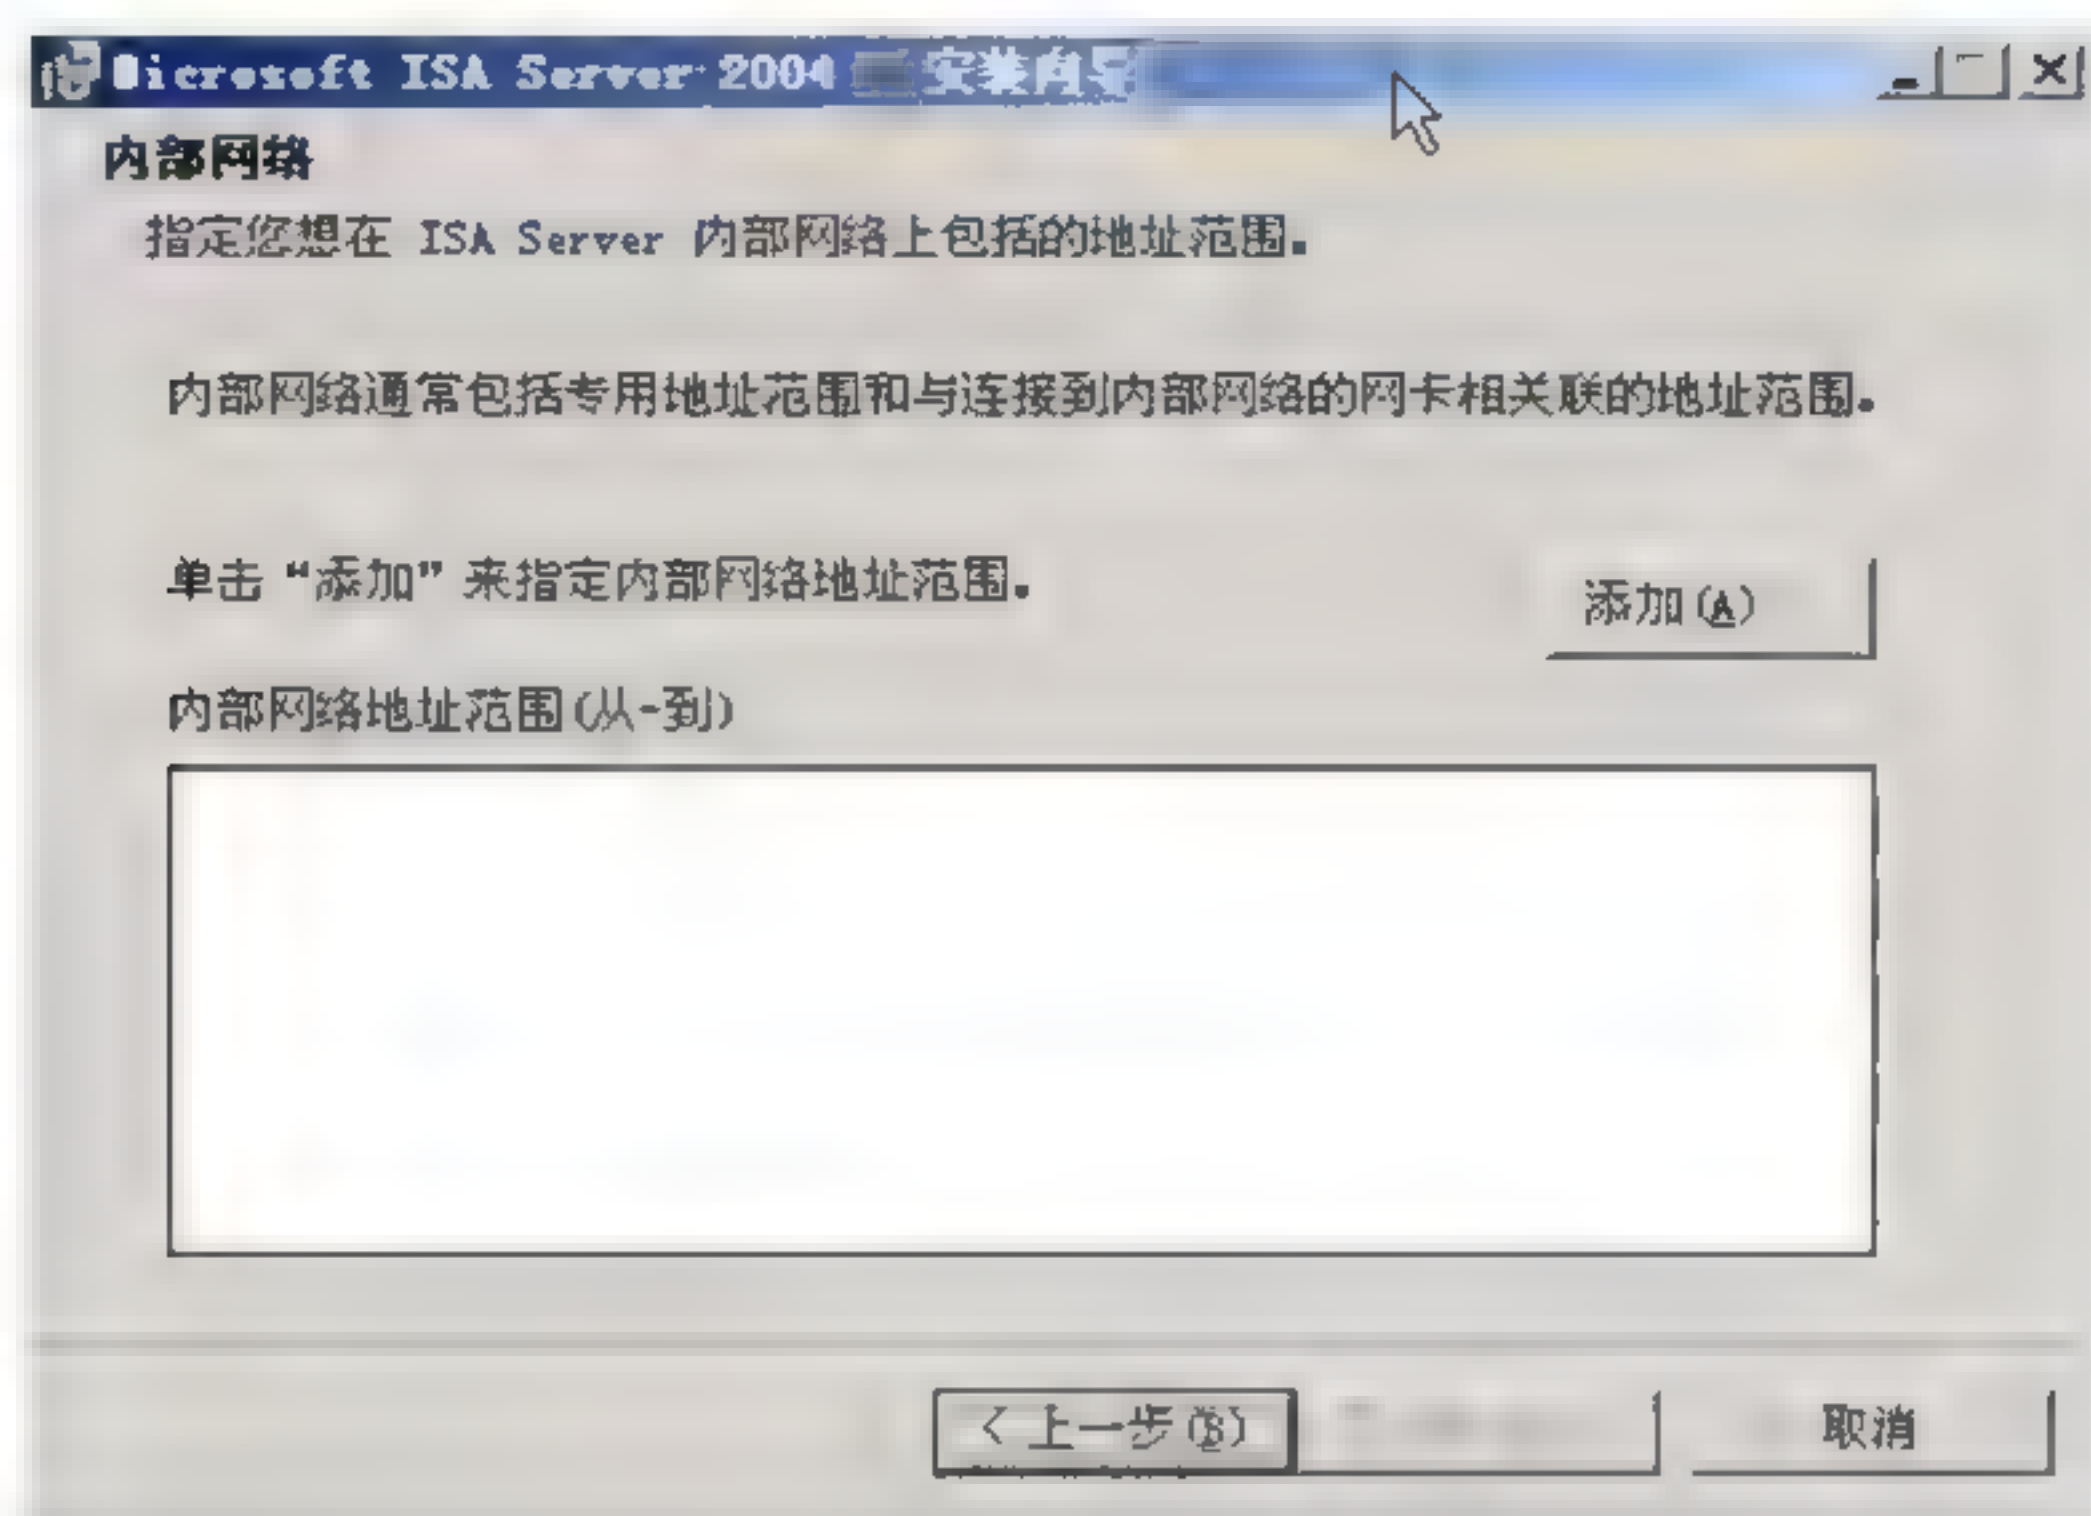 Microsoft ISA Server 2004 安装向导
内部网络
指定您想在 ISA Server 内部网络上包括的地址范围。
内部网络通常包括专用地址范围和与连接到内部网络的网卡相关联的地址范围。
单击“添加”来指定内部网络地址范围。
添加(A)
内部网络地址范围(从-到)
< 上一步(B)
取消